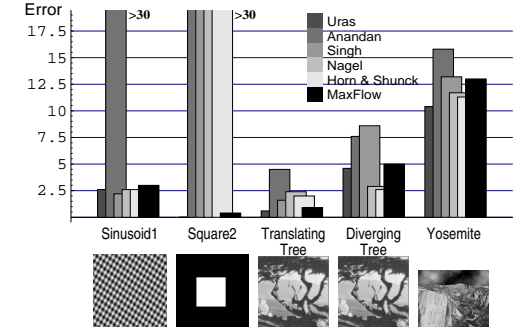 Error
>30
>30
17.5
15
12.5
10
7.5
5
2.5
Uras
Anandan
Singh
Nagel
Horn & Shunck
MaxFlow
Sinusoid1
Square2
Translating
Tree
Diverging
Tree
Yosemite